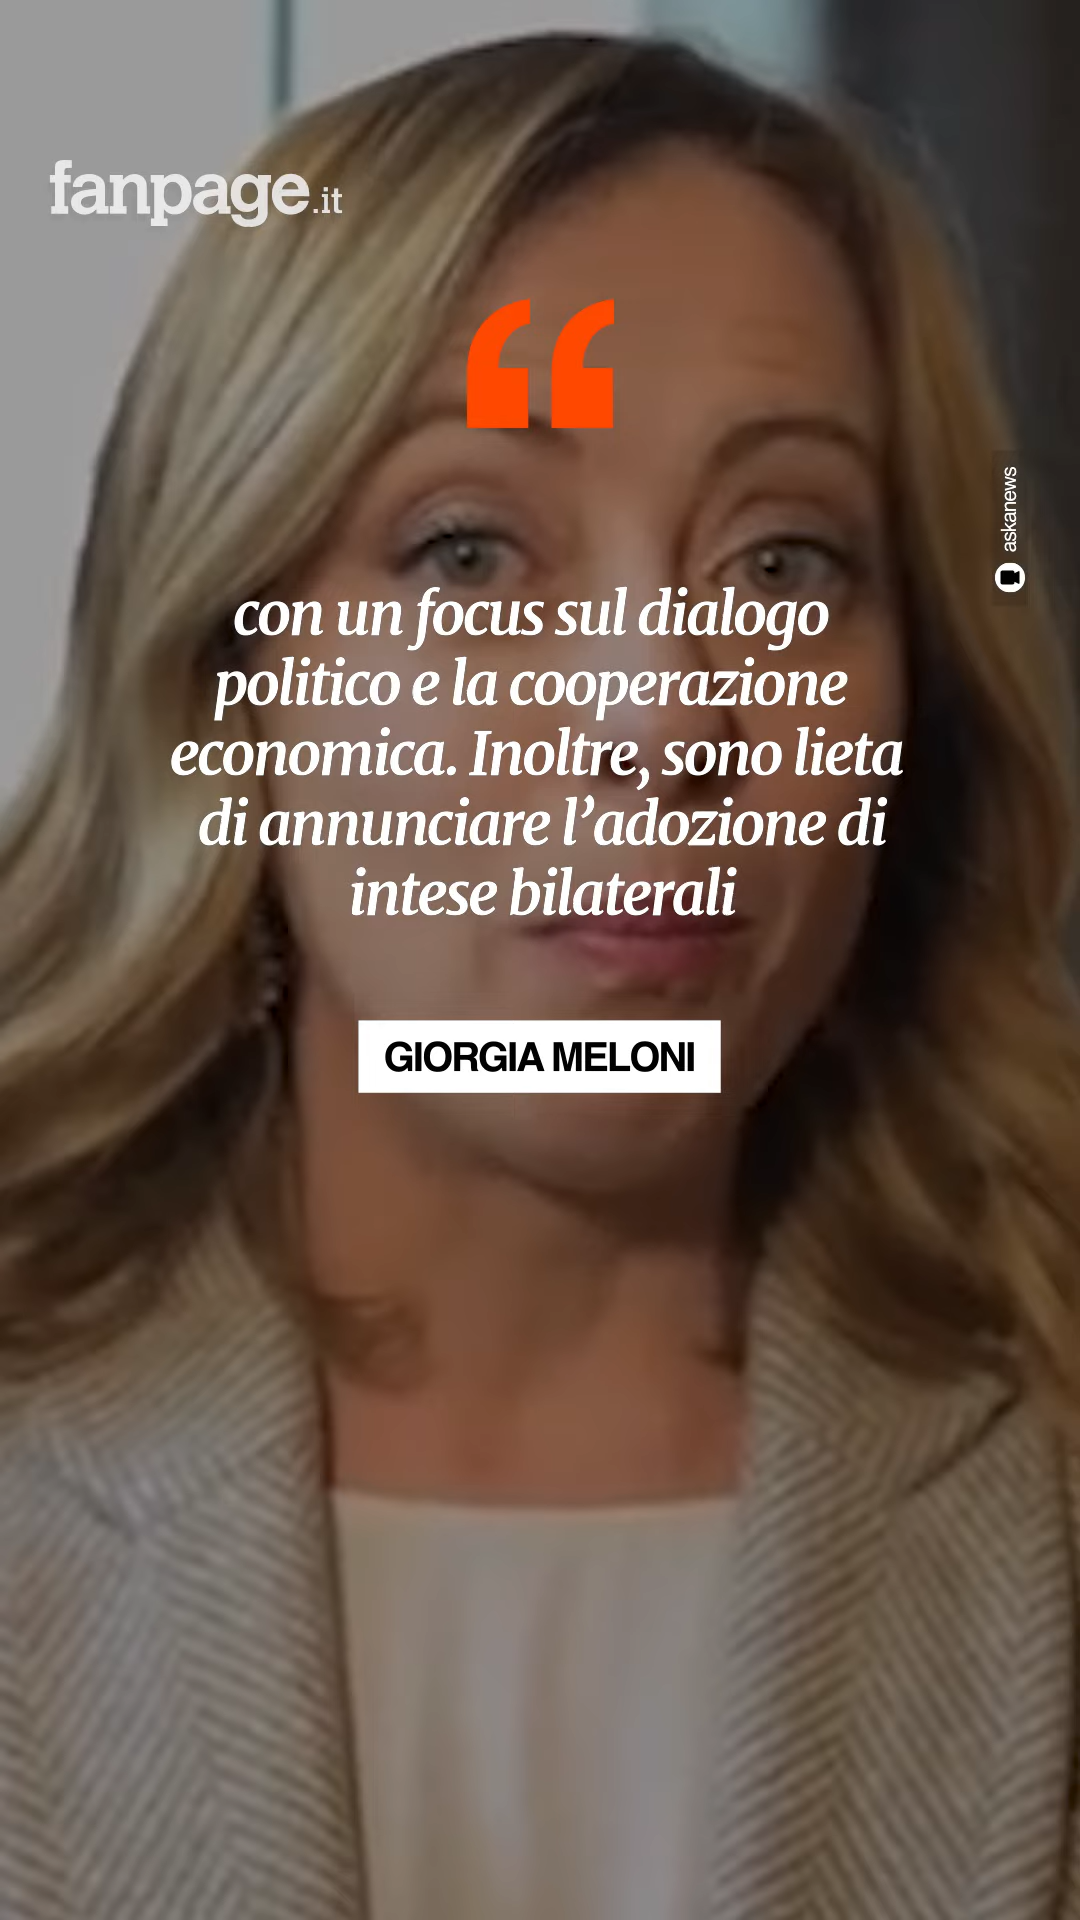 fanpage.it
“
askanews
con un focus sul dialogo
politico e la cooperazione
economica. Inoltre, sono lieta
di annunciare l’adozione di
intese bilaterali
GIORGIA MELONI